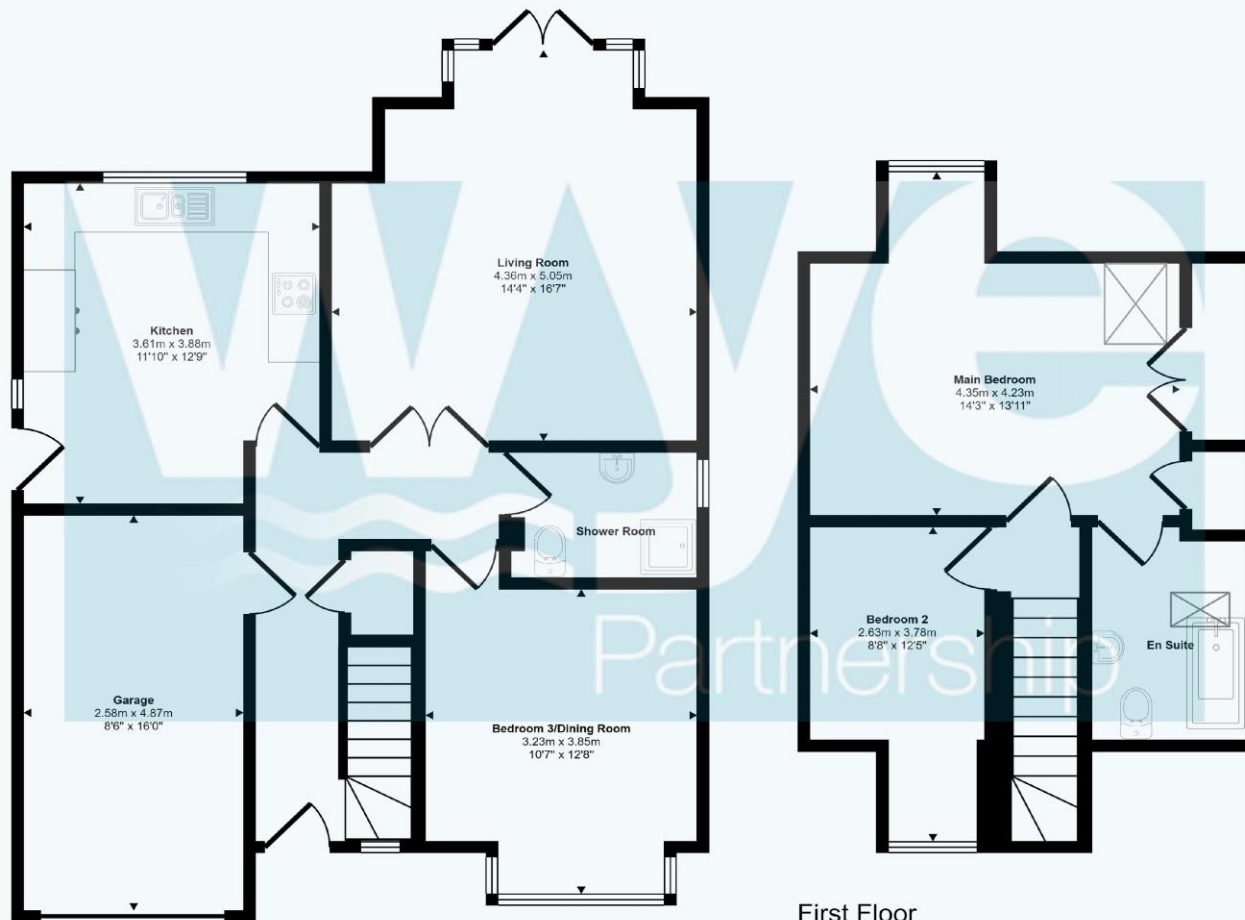 wye
Partnership
Living Room
4.36m x 5.05m
14'4" x 16'7"
Kitchen
3.61m x 3.88m
11'10" x 12'9"
Main Bedroom
4.35m x 4.23m
14'3" x 13'11"
Shower Room
Bedroom 2
2.63m x 3.78m
8'8" x 12'5"
En Suite
Garage
2.58m x 4.87m
8'6" x 16'0"
Bedroom 3/Dining Room
3.23m x 3.85m
10'7" x 12'8"
First Floor